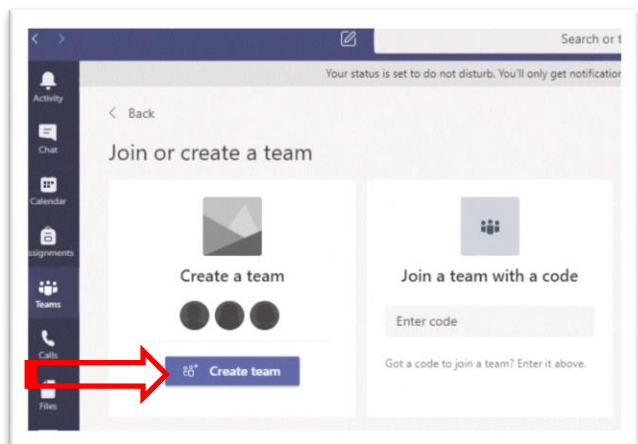 Search or t
Your status is set to do not disturb. You'll only get notification
Activity
Chat
Calendar
ssignments
Teams
Calls
Files
< Back
Join or create a team
Create a team
Create team
Join a team with a code
Enter code
Got a code to join a team? Enter it above.